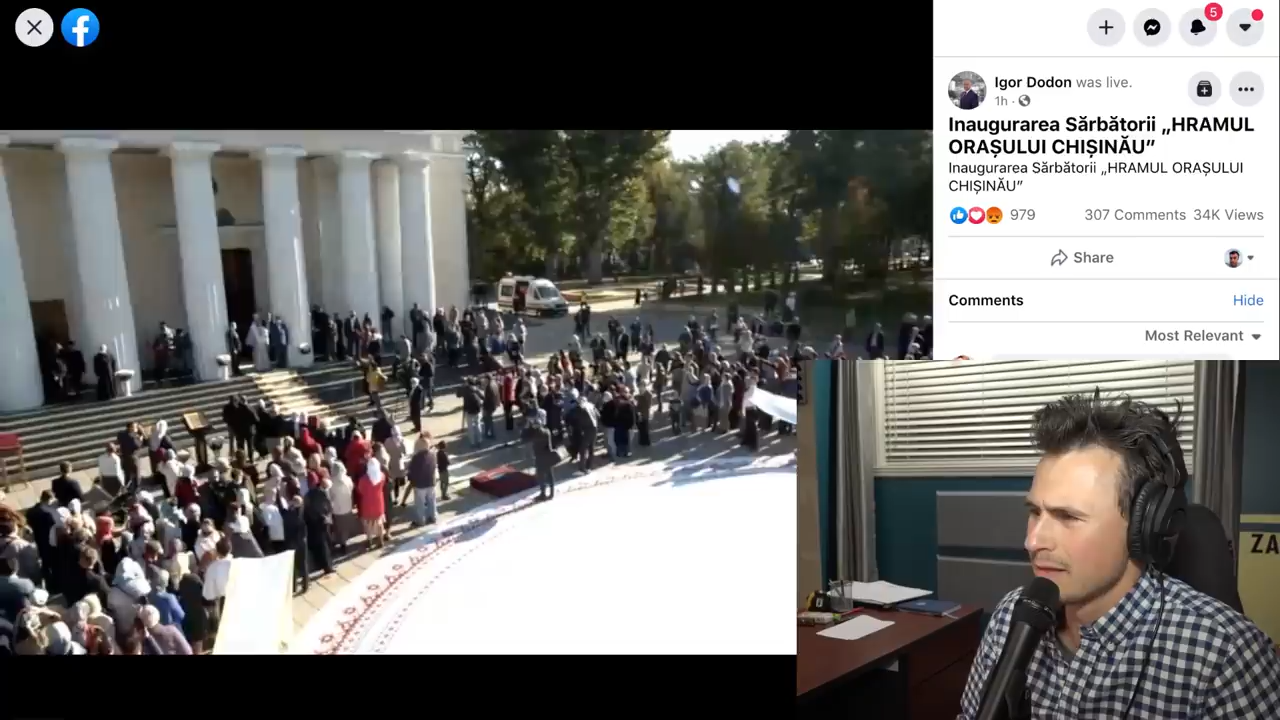 5
Igor Dodon was live.
1h
Inaugurarea Sărbătorii „HRAMUL
ORAȘULUI CHIȘINĂU”
Inaugurarea Sărbătorii „HRAMUL ORAȘULUI
CHIȘINĂU”
979 307 Comments 34K Views
Share
Comments Hide
Most Relevant
ZA